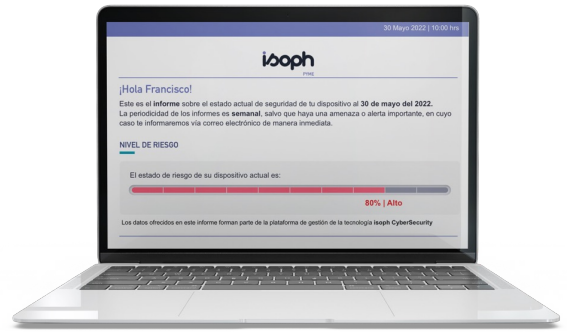 30 Mayo 2022 | 10:00 hrs
isoph
PYME
¡Hola Francisco!
Este es el informe sobre el estado actual de seguridad de tu dispositivo al 30 de mayo del 2022.
La periodicidad de los informes es semanal, salvo que haya una amenaza o alerta importante, en cuyo
caso te informaremos vía correo electrónico de manera inmediata.
NIVEL DE RIESGO
El estado de riesgo de su dispositivo actual es:
80% | Alto
Los datos ofrecidos en este informe forman parte de la plataforma de gestión de la tecnología isoph CyberSecurity